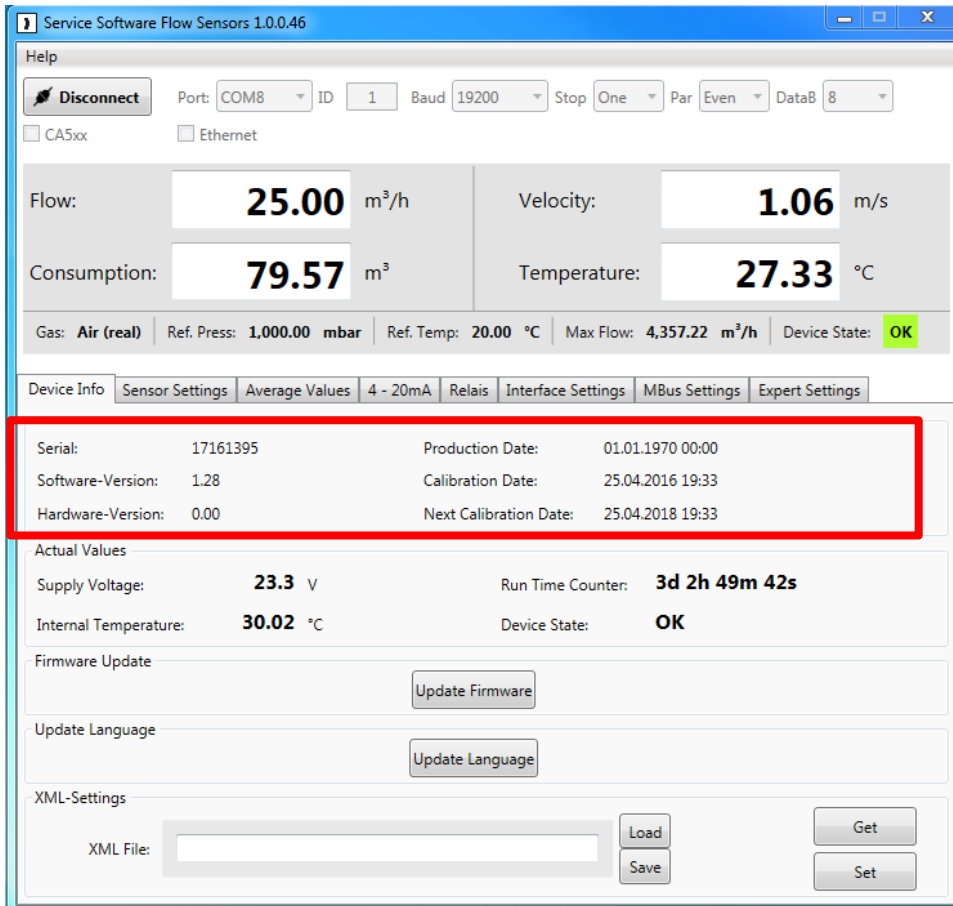 Service Software Flow Sensors 1.0.0.46
Help
Disconnect Port: COM8 ID 1 Baud 19200 Stop One Par Even DataB 8
CA5xx Ethernet
Flow: 25.00 m³/h Velocity: 1.06 m/s
Consumption: 79.57 m³ Temperature: 27.33 °C
Gas: Air (real) Ref. Press: 1,000.00 mbar Ref. Temp: 20.00 °C Max Flow: 4,357.22 m³/h Device State: OK
Device Info Sensor Settings Average Values 4 - 20mA Relais Interface Settings MBus Settings Expert Settings
Serial: 17161395 Production Date: 01.01.1970 00:00
Software-Version: 1.28 Calibration Date: 25.04.2016 19:33
Hardware-Version: 0.00 Next Calibration Date: 25.04.2018 19:33
Actual Values
Supply Voltage: 23.3 V Run Time Counter: 3d 2h 49m 42s
Internal Temperature: 30.02 °C Device State: OK
Firmware Update
Update Firmware
Update Language
Update Language
XML-Settings
XML File: Load Get
Save Set